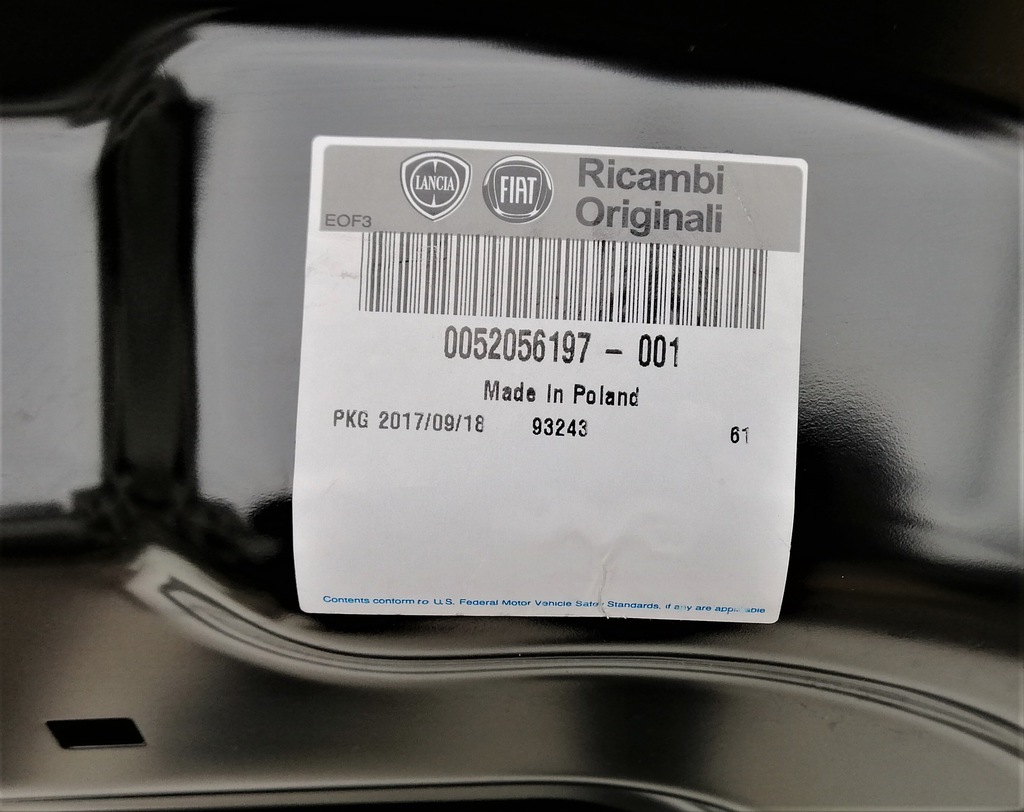 LANCIA
FIAT
Ricambi
Originali
EOF3
0052056197 - 001
Made In Poland
PKG 2017/09/18 93243 61
Contents conform to U.S. Federal Motor Vehicle Safety Standards, if any are applicable